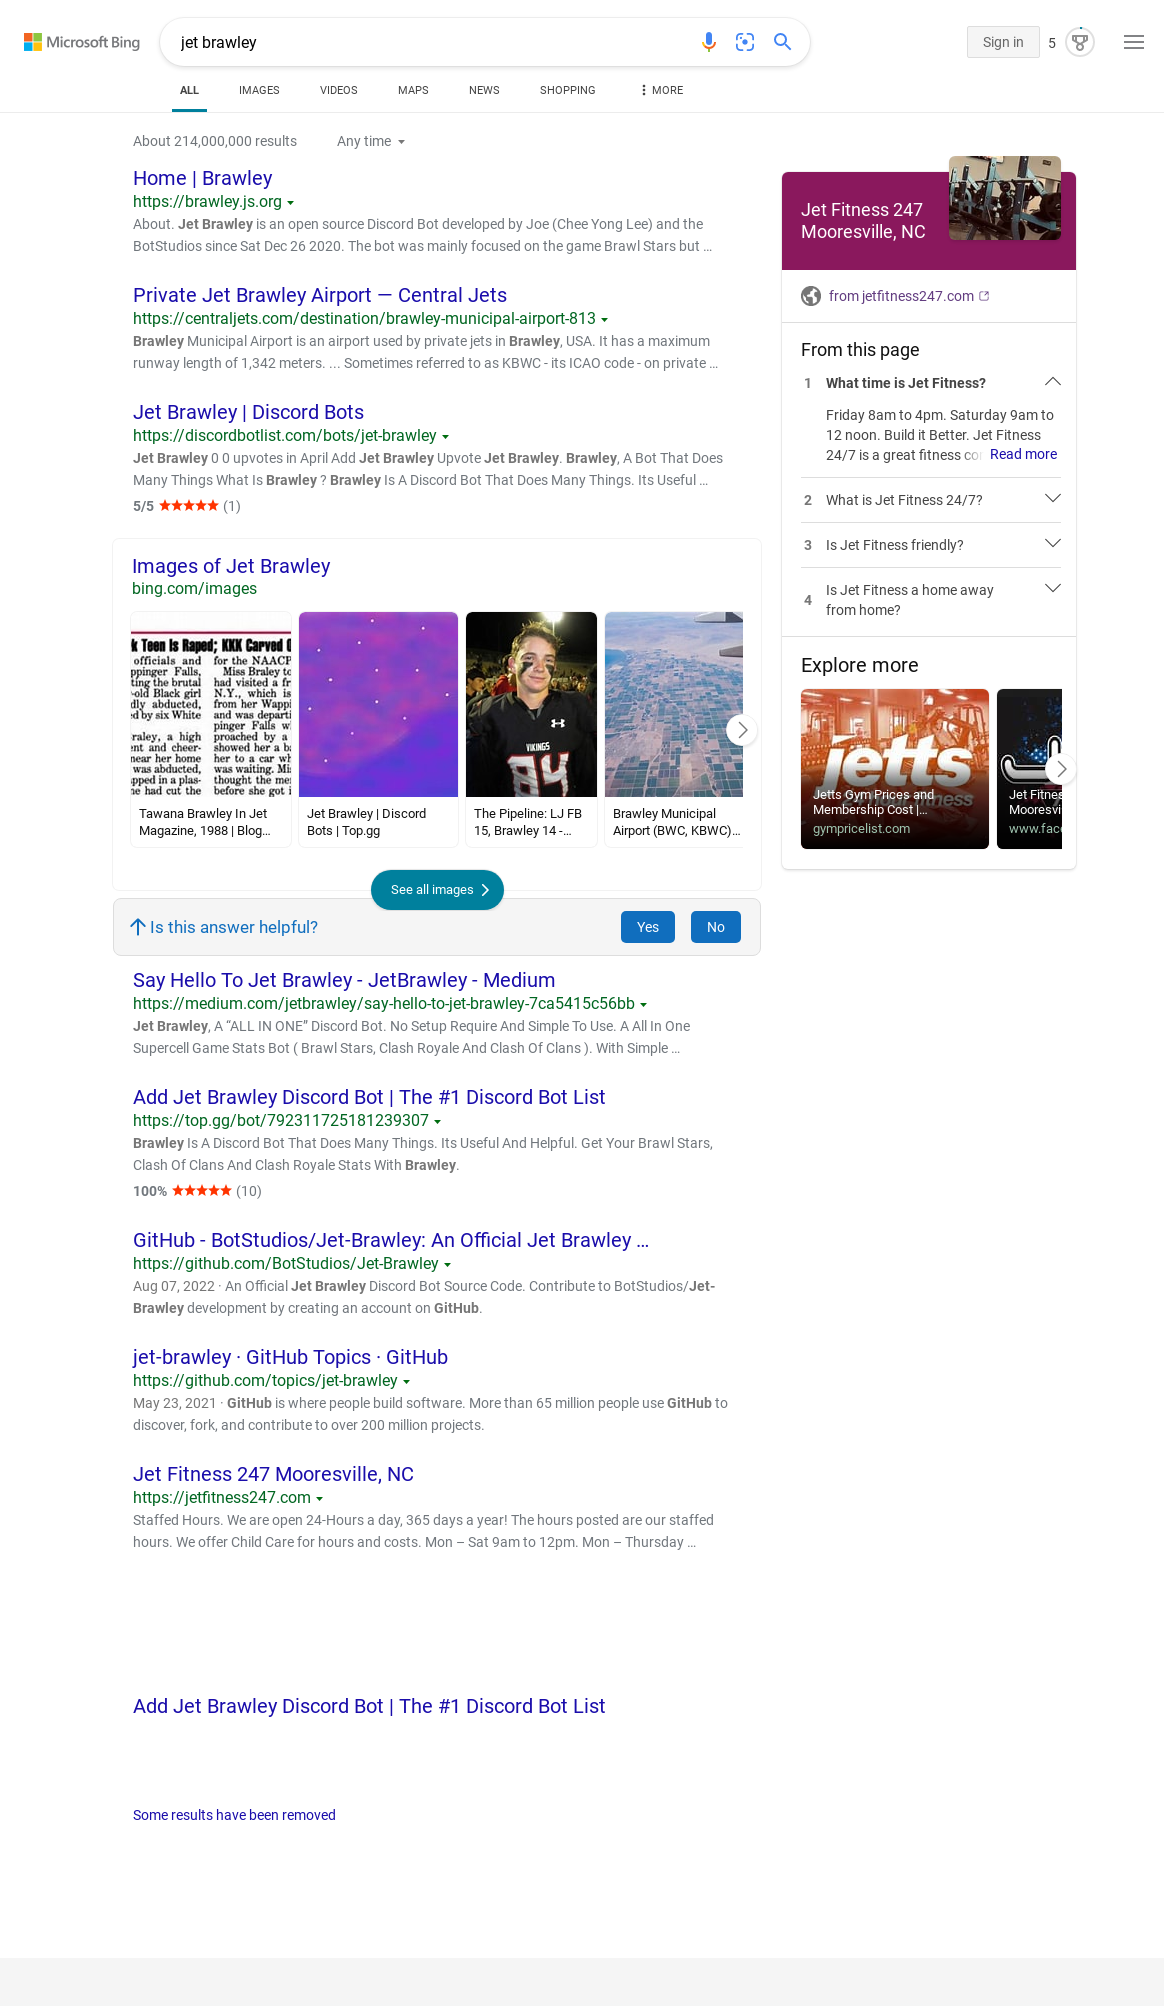 Microsoft Bing
jet brawley
Sign in
5
ALL
IMAGES
VIDEOS
MAPS
NEWS
SHOPPING
MORE
About 214,000,000 results
Any time
Home | Brawley
https://brawley.js.org
About. Jet Brawley is an open source Discord Bot developed by Joe (Chee Yong Lee) and the
BotStudios since Sat Dec 26 2020. The bot was mainly focused on the game Brawl Stars but ...
Private Jet Brawley Airport — Central Jets
https://centraljets.com/destination/brawley-municipal-airport-813
Brawley Municipal Airport is an airport used by private jets in Brawley, USA. It has a maximum
runway length of 1,342 meters. ... Sometimes referred to as KBWC - its ICAO code - on private ...
Jet Brawley | Discord Bots
https://discordbotlist.com/bots/jet-brawley
Jet Brawley 0 0 upvotes in April Add Jet Brawley Upvote Jet Brawley. Brawley, A Bot That Does
Many Things What Is Brawley ? Brawley Is A Discord Bot That Does Many Things. Its Useful ...
5/5 ★★★★★ (1)
Images of Jet Brawley
bing.com/images
k Teen Is Raped; KKK Carved
officials and
ppinger Falls,
ting the brutal
-old Black girl
dly abducted,
ed by six White
raley, a high
ent and cheer-
near her home
was abducted,
pped in a plas-
ne had cut the
for the NAACP
Miss Braley to
had visited a fr
N.Y., which is
from her Wappi
and was departi
pinger Falls w
proached by a
showed her a ba
her to a car wh
was waiting. Mis
ought the me
before she got i
VIKINGS
84
Tawana Brawley In Jet
Magazine, 1988 | Blog...
Jet Brawley | Discord
Bots | Top.gg
The Pipeline: LJ FB
15, Brawley 14 -...
Brawley Municipal
Airport (BWC, KBWC)...
See all images
Is this answer helpful?
Yes
No
Say Hello To Jet Brawley - JetBrawley - Medium
https://medium.com/jetbrawley/say-hello-to-jet-brawley-7ca5415c56bb
Jet Brawley, A “ALL IN ONE” Discord Bot. No Setup Require And Simple To Use. A All In One
Supercell Game Stats Bot ( Brawl Stars, Clash Royale And Clash Of Clans ). With Simple ...
Add Jet Brawley Discord Bot | The #1 Discord Bot List
https://top.gg/bot/792311725181239307
Brawley Is A Discord Bot That Does Many Things. Its Useful And Helpful. Get Your Brawl Stars,
Clash Of Clans And Clash Royale Stats With Brawley.
100% ★★★★★ (10)
GitHub - BotStudios/Jet-Brawley: An Official Jet Brawley ...
https://github.com/BotStudios/Jet-Brawley
Aug 07, 2022 · An Official Jet Brawley Discord Bot Source Code. Contribute to BotStudios/Jet-
Brawley development by creating an account on GitHub.
jet-brawley · GitHub Topics · GitHub
https://github.com/topics/jet-brawley
May 23, 2021 · GitHub is where people build software. More than 65 million people use GitHub to
discover, fork, and contribute to over 200 million projects.
Jet Fitness 247 Mooresville, NC
https://jetfitness247.com
Staffed Hours. We are open 24-Hours a day, 365 days a year! The hours posted are our staffed
hours. We offer Child Care for hours and costs. Mon – Sat 9am to 12pm. Mon – Thursday ...
Add Jet Brawley Discord Bot | The #1 Discord Bot List
Some results have been removed
Jet Fitness 247
Mooresville, NC
from jetfitness247.com
From this page
1 What time is Jet Fitness?
Friday 8am to 4pm. Saturday 9am to
12 noon. Build it Better. Jet Fitness
24/7 is a great fitness co Read more
2 What is Jet Fitness 24/7?
3 Is Jet Fitness friendly?
4 Is Jet Fitness a home away
from home?
Explore more
jetts
24 hour fitness
Jetts Gym Prices and
Membership Cost |...
gympricelist.com
Jet Fitnes
Mooresvi
www.face